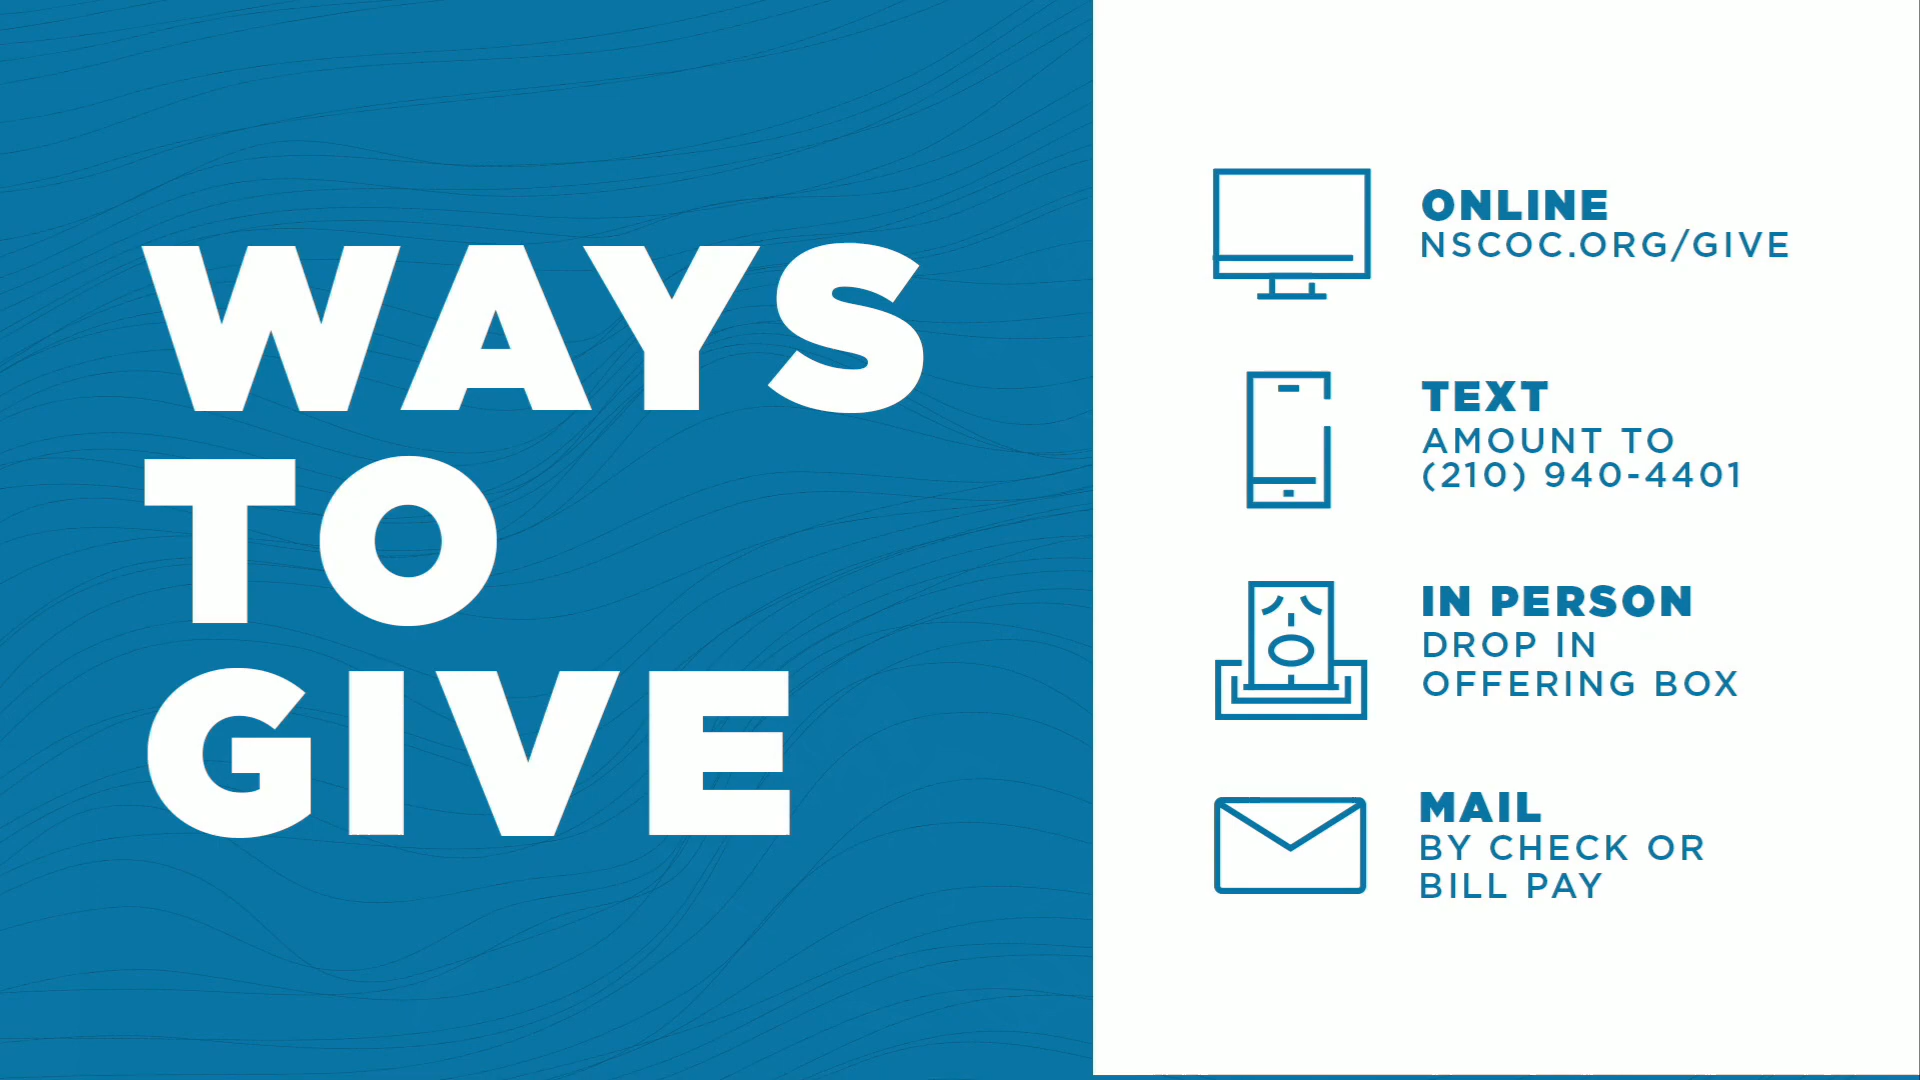 WAYS
TO
GIVE
ONLINE
NSCOC.ORG/GIVE
TEXT
AMOUNT TO
(210) 940-4401
IN PERSON
DROP IN
OFFERING BOX
MAIL
BY CHECK OR
BILL PAY